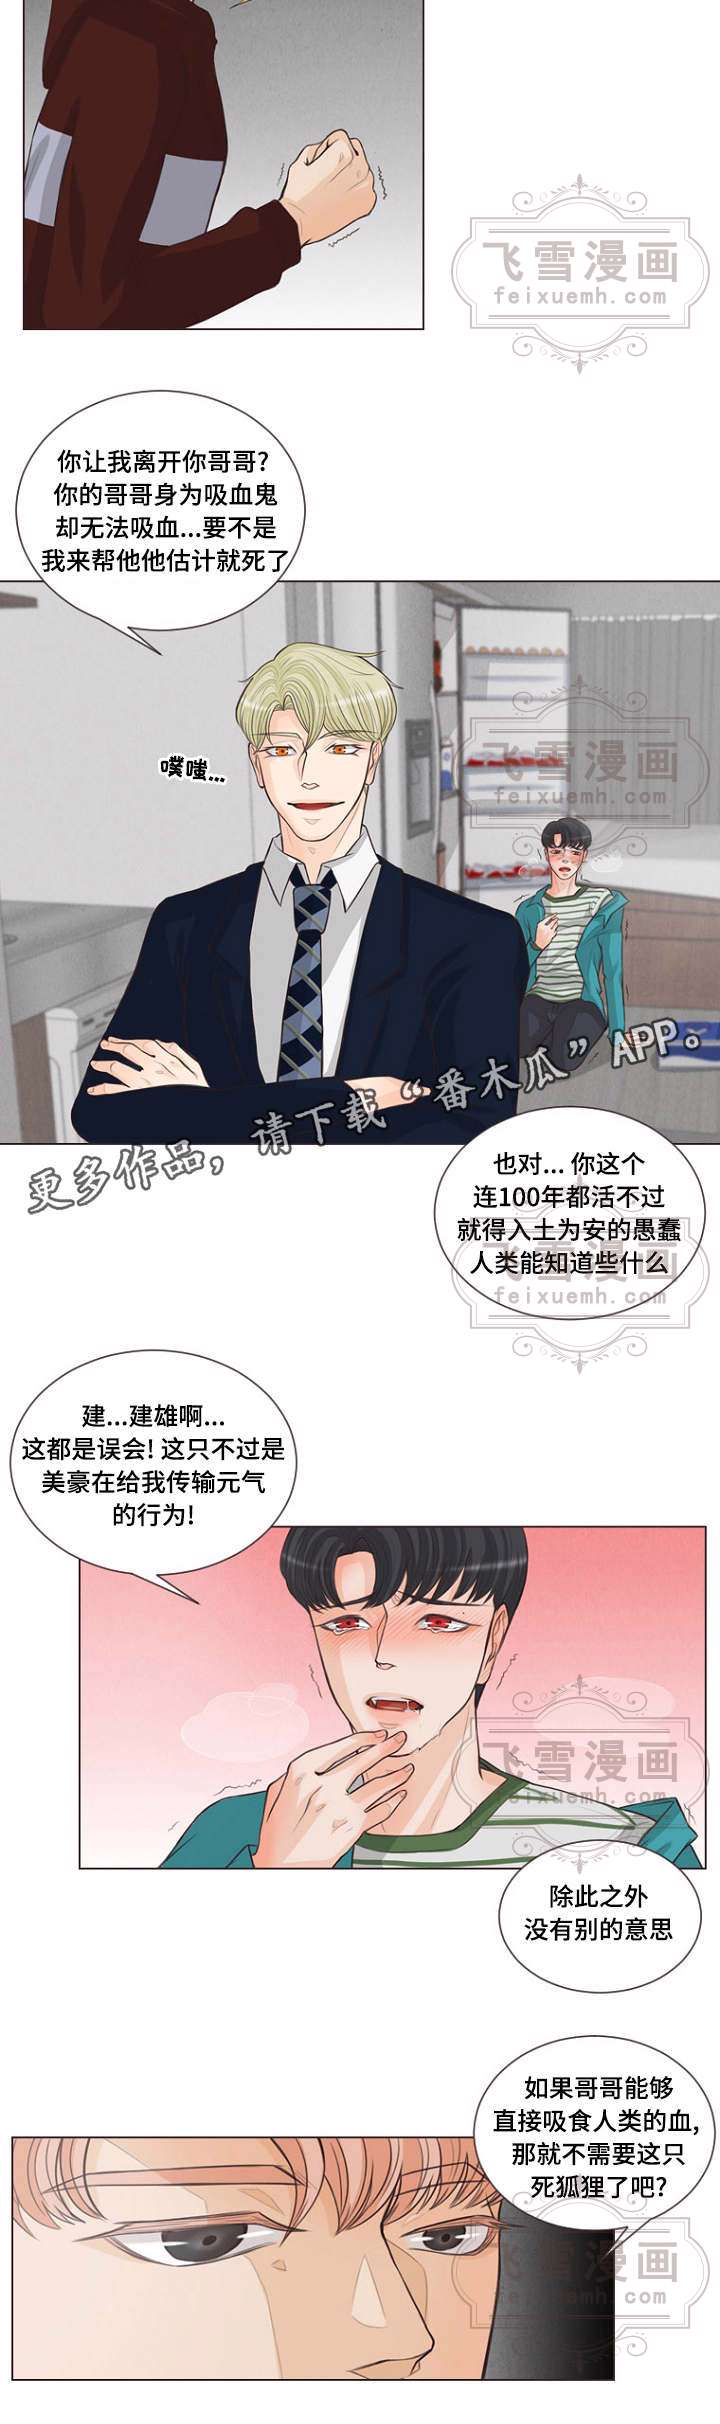 飞雪漫画
feixuemh.com
你让我离开你哥哥?
你的哥哥身为吸血鬼
却无法吸血...要不是
我来帮他他估计就死了
噗嗤...
飞雪漫画
feixuemh.com
更多作品，请下载“番木瓜”APP。
也对... 你这个
连100年都活不过
就得入土为安的愚蠢
人类能知道些什么
feixuemh.com
建...建雄啊...
这都是误会! 这只不过是
美豪在给我传输元气
的行为!
飞雪漫画
feixuemh.com
除此之外
没有别的意思
如果哥哥能够
直接吸食人类的血,
那就不需要这只
死狐狸了吧?
飞雪漫画
feixuemh.com